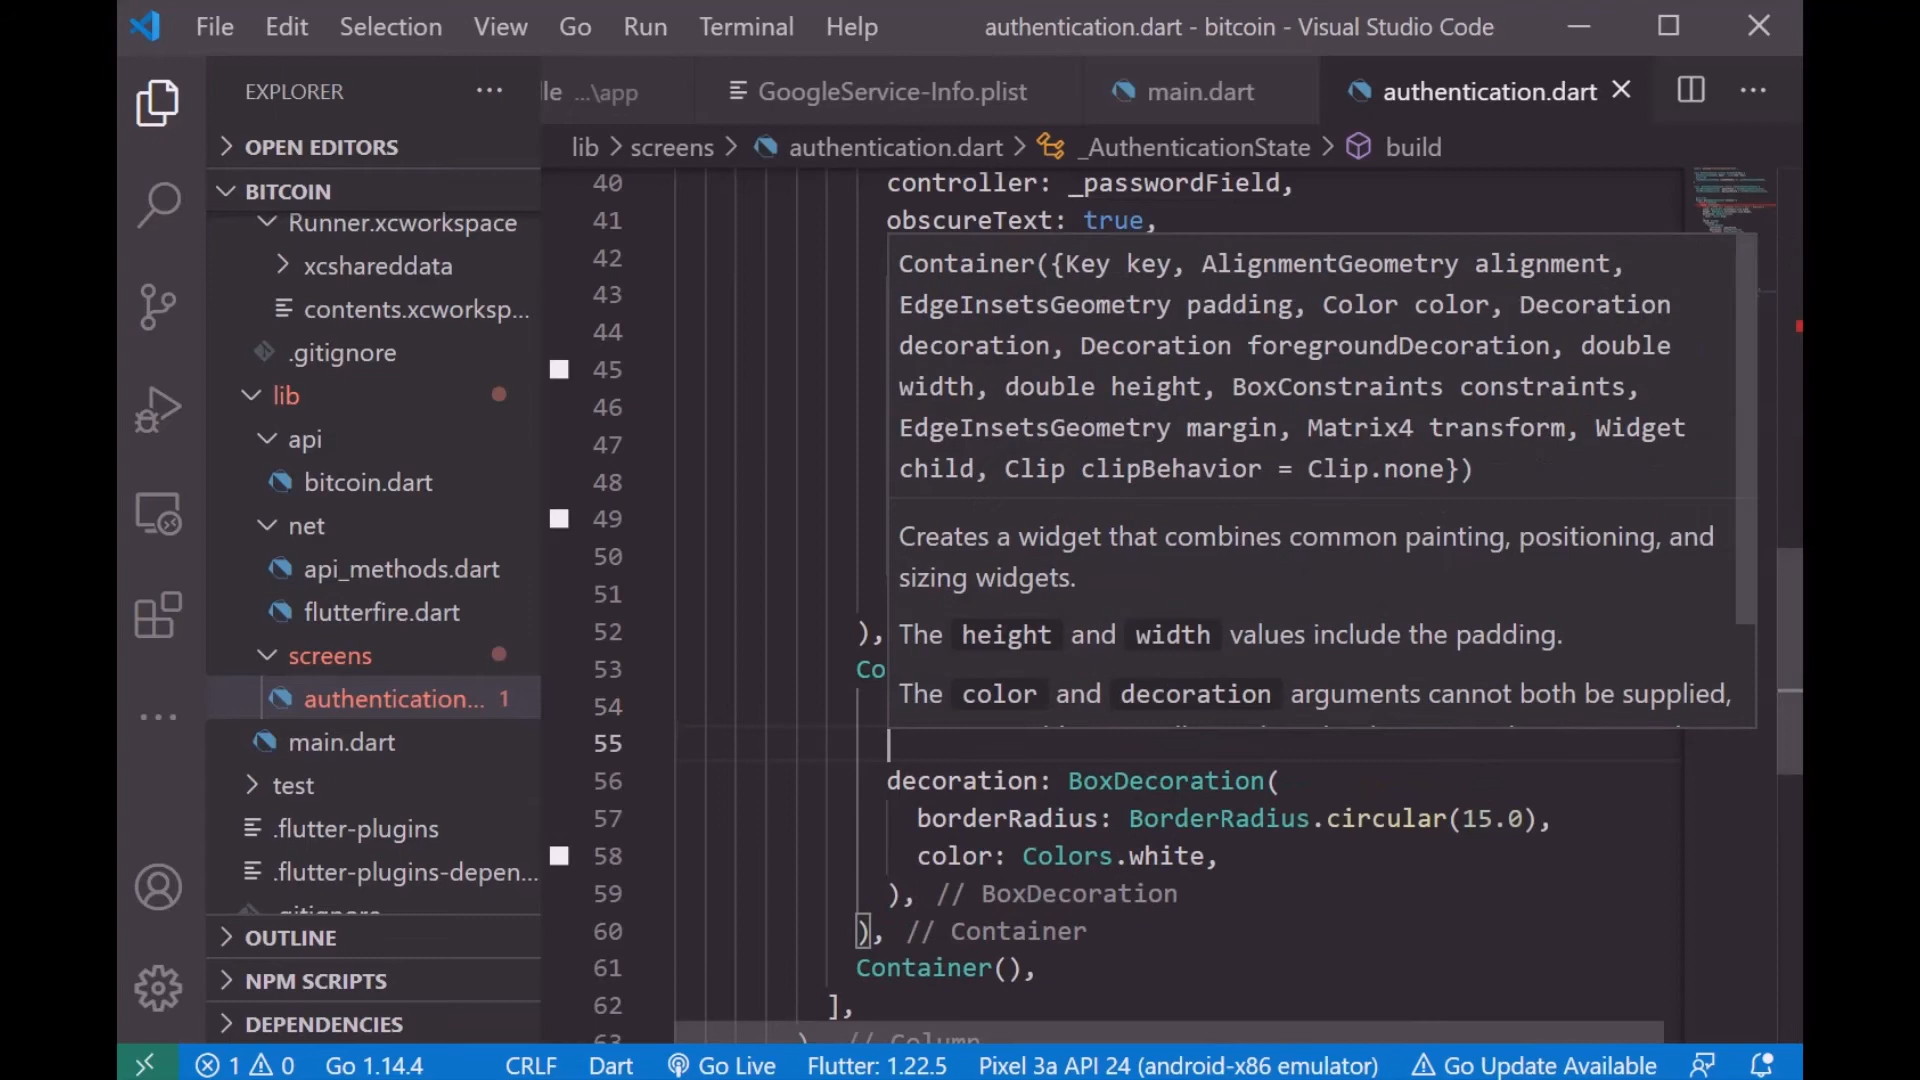 File Edit Selection View Go Run Terminal Help authentication.dart - bitcoin - Visual Studio Code
EXPLORER
le ...\app
GoogleService-Info.plist
main.dart
authentication.dart
OPEN EDITORS
lib > screens > authentication.dart > _AuthenticationState > build
BITCOIN
Runner.xcworkspace
xcshareddata
contents.xcworksp...
.gitignore
lib
api
bitcoin.dart
net
api_methods.dart
flutterfire.dart
screens
authentication... 1
main.dart
test
.flutter-plugins
.flutter-plugins-depen...
.gitignore
OUTLINE
NPM SCRIPTS
DEPENDENCIES
40 controller: _passwordField,
41 obscureText: true,
42
43
44
45
46
47
48
49
50
51
52 ),
53 Co
54
55
56 decoration: BoxDecoration(
57 borderRadius: BorderRadius.circular(15.0),
58 color: Colors.white,
59 ), // BoxDecoration
60 ), // Container
61 Container(),
62 ],
63 ), // Column
Container({Key key, AlignmentGeometry alignment,
EdgeInsetsGeometry padding, Color color, Decoration
decoration, Decoration foregroundDecoration, double
width, double height, BoxConstraints constraints,
EdgeInsetsGeometry margin, Matrix4 transform, Widget
child, Clip clipBehavior = Clip.none})
Creates a widget that combines common painting, positioning, and
sizing widgets.
The height and width values include the padding.
The color and decoration arguments cannot both be supplied,
1 0 Go 1.14.4 CRLF Dart Go Live Flutter: 1.22.5 Pixel 3a API 24 (android-x86 emulator) Go Update Available